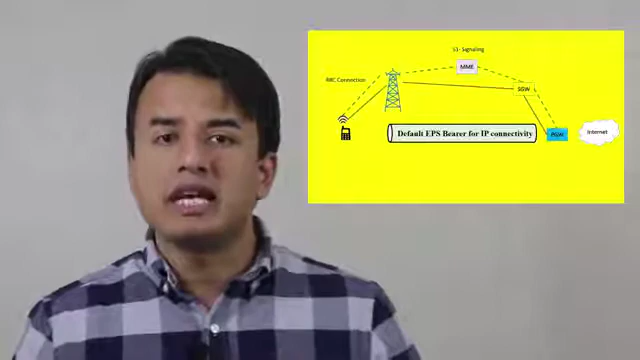 S1- Signaling
MME
RRC Connection
SGW
Default EPS Bearer for IP connectivity
PGW
Internet